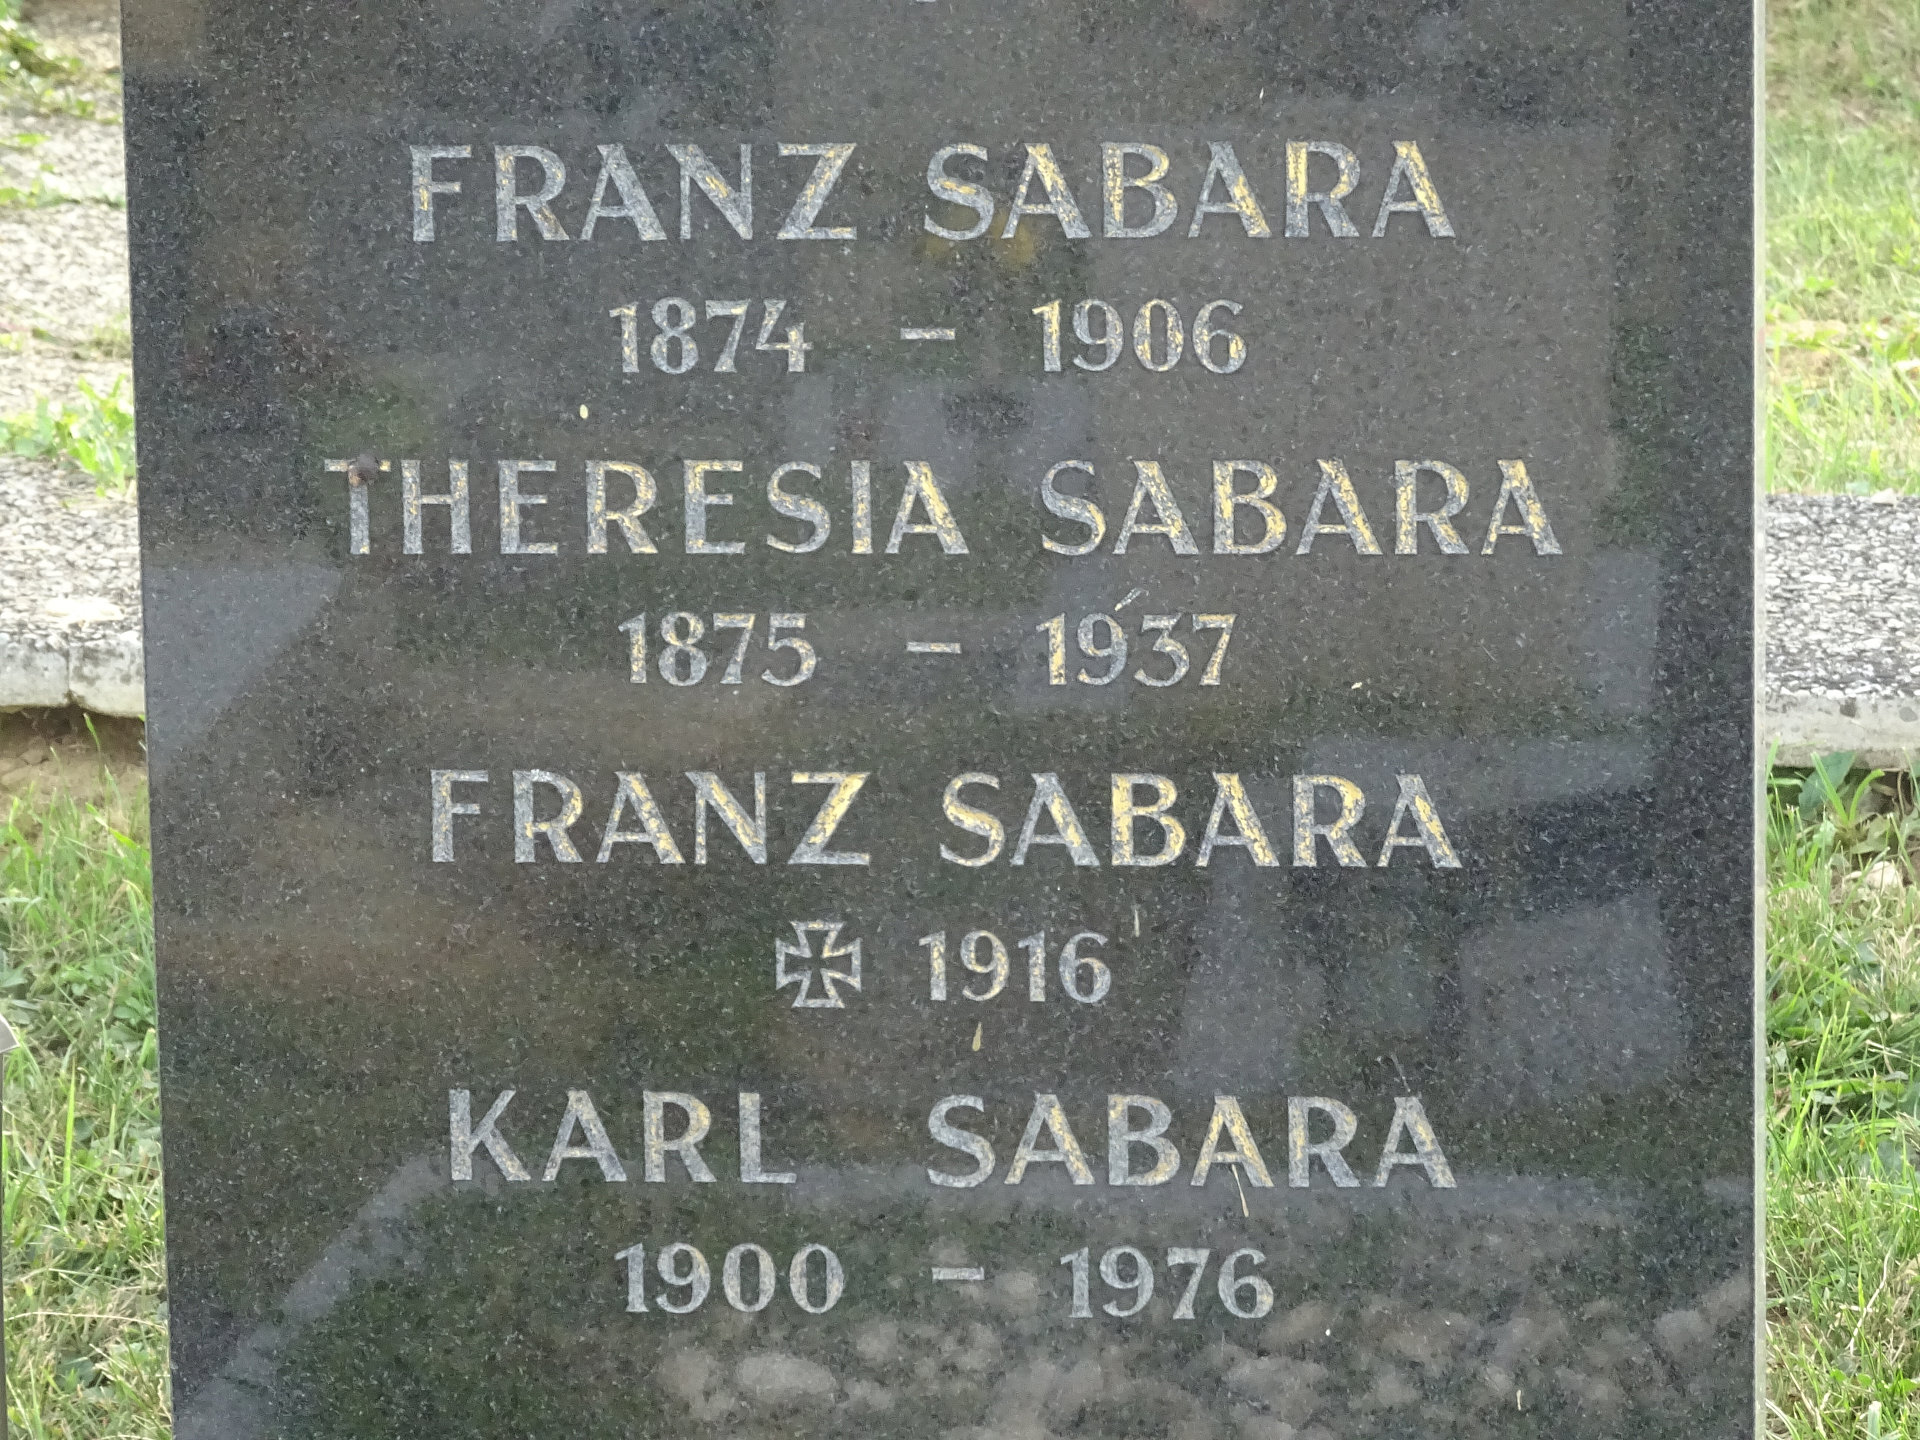 FRANZ SABARA
1874 – 1906
THERESIA SABARA
1875 – 1937
FRANZ SABARA
✠ 1916
KARL SABARA
1900 – 1976